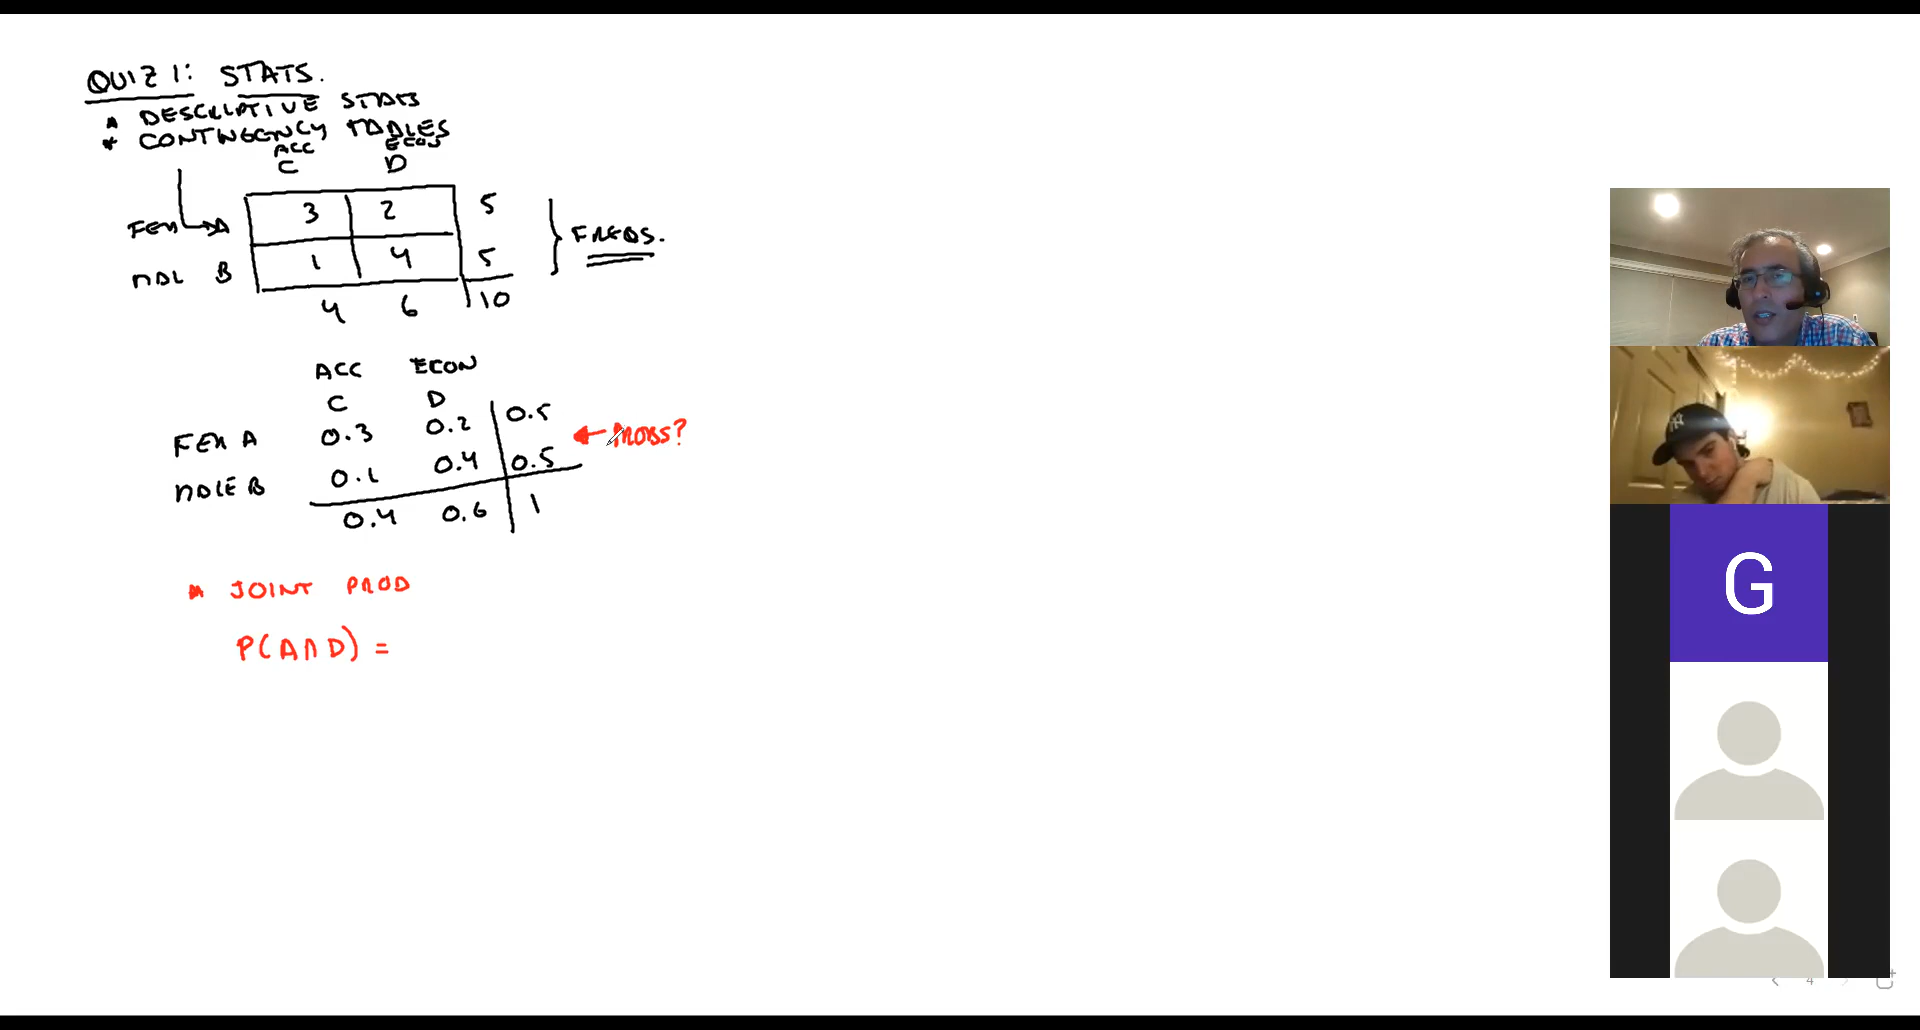 QUIZ 1: STATS.
* DESCRIPTIVE STATS
* CONTINGENCY TABLES
ACC ECON
C D
FEM A 3 2 5
MAL B 1 4 5
4 6 10
FREQS.
ACC ECON
C D
FEM A 0.3 0.2 0.5
MALE B 0.1 0.4 0.5
0.4 0.6 1
PROBS?
* JOINT PROB
P(A∩D) =
G
4